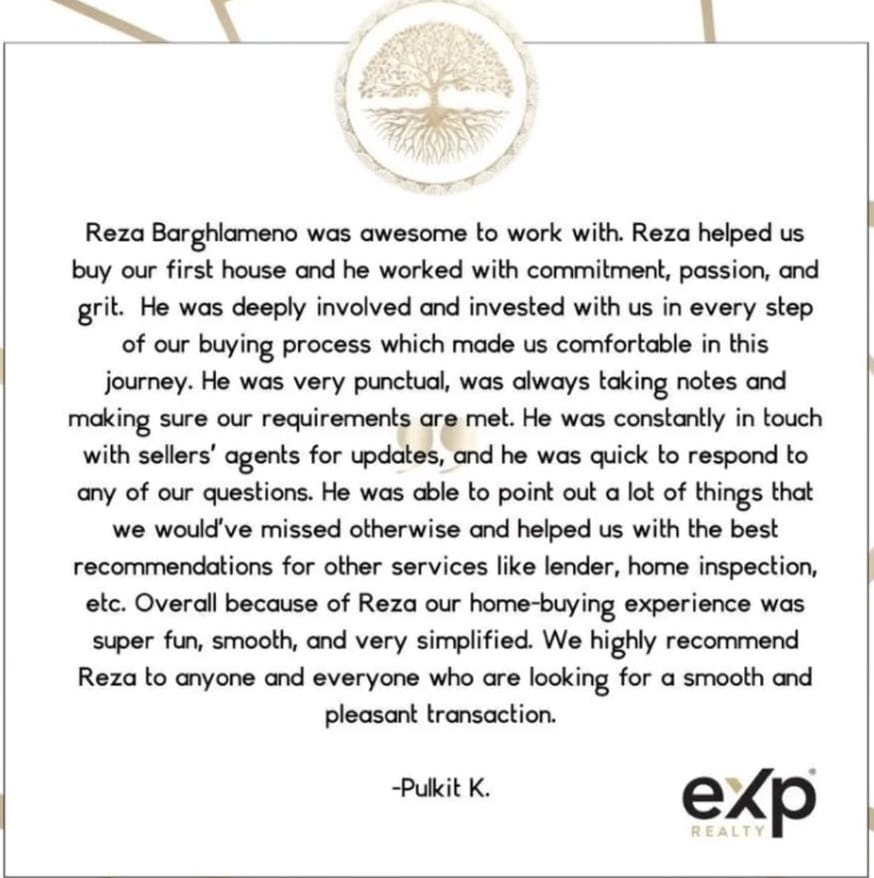 Reza Barghlameno was awesome to work with. Reza helped us
buy our first house and he worked with commitment, passion, and
grit.  He was deeply involved and invested with us in every step
of our buying process which made us comfortable in this
journey. He was very punctual, was always taking notes and
making sure our requirements are met. He was constantly in touch
with sellers’ agents for updates, and he was quick to respond to
any of our questions. He was able to point out a lot of things that
we would’ve missed otherwise and helped us with the best
recommendations for other services like lender, home inspection,
etc. Overall because of Reza our home-buying experience was
super fun, smooth, and very simplified. We highly recommend
Reza to anyone and everyone who are looking for a smooth and
pleasant transaction.
-Pulkit K.
eXp®
REALTY